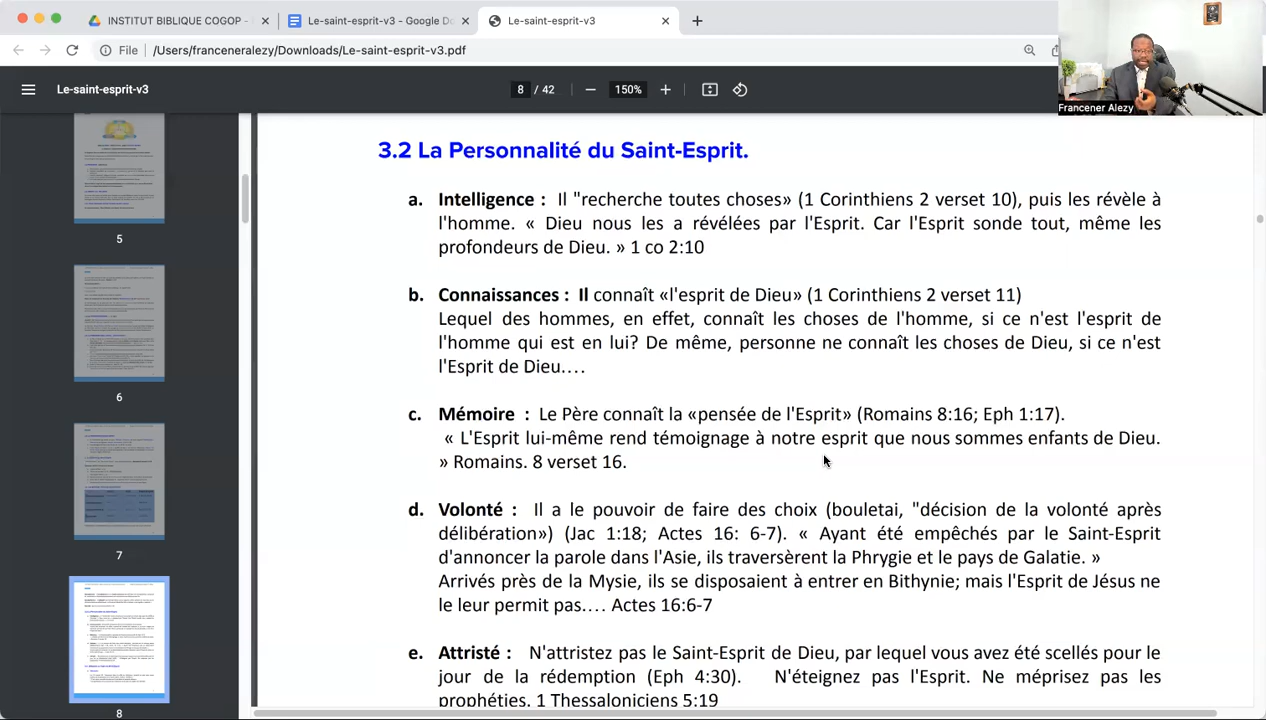 INSTITUT BIBLIQUE COGOP -
Le-saint-esprit-v3 - Google Do
Le-saint-esprit-v3
File
/Users/franceneralezy/Downloads/Le-saint-esprit-v3.pdf
Le-saint-esprit-v3
8 / 42
150%
Francener Alezy
5
6
7
8
3.2 La Personnalité du Saint-Esprit.
a. Intelligence : Il "recherche toutes choses» (1 Corinthiens 2 verset 10), puis les révèle à
l'homme. « Dieu nous les a révélées par l'Esprit. Car l'Esprit sonde tout, même les
profondeurs de Dieu. » 1 co 2:10
b. Connaissances : Il connaît «l'esprit de Dieu» (1 Corinthiens 2 verset 11)
Lequel des hommes, en effet, connaît les choses de l'homme, si ce n'est l'esprit de
l'homme qui est en lui? De même, personne ne connaît les choses de Dieu, si ce n'est
l'Esprit de Dieu….
c. Mémoire : Le Père connaît la «pensée de l'Esprit» (Romains 8:16; Eph 1:17).
« L'Esprit lui-même rend témoignage à notre esprit que nous sommes enfants de Dieu.
» Romains. 8 verset 16.
d. Volonté : Il a le pouvoir de faire des choix (bouletai, "décision de la volonté après
délibération») (Jac 1:18; Actes 16: 6-7). « Ayant été empêchés par le Saint-Esprit
d'annoncer la parole dans l'Asie, ils traversèrent la Phrygie et le pays de Galatie. »
Arrivés près de la Mysie, ils se disposaient à entrer en Bithynie; mais l'Esprit de Jésus ne
le leur permit pas…. Actes 16:6-7
e. Attristé : N'attristez pas le Saint-Esprit de Dieu, par lequel vous avez été scellés pour le
jour de la rédemption (Eph 4:30). N'éteignez pas l'Esprit. Ne méprisez pas les
prophéties. 1 Thessaloniciens 5:19